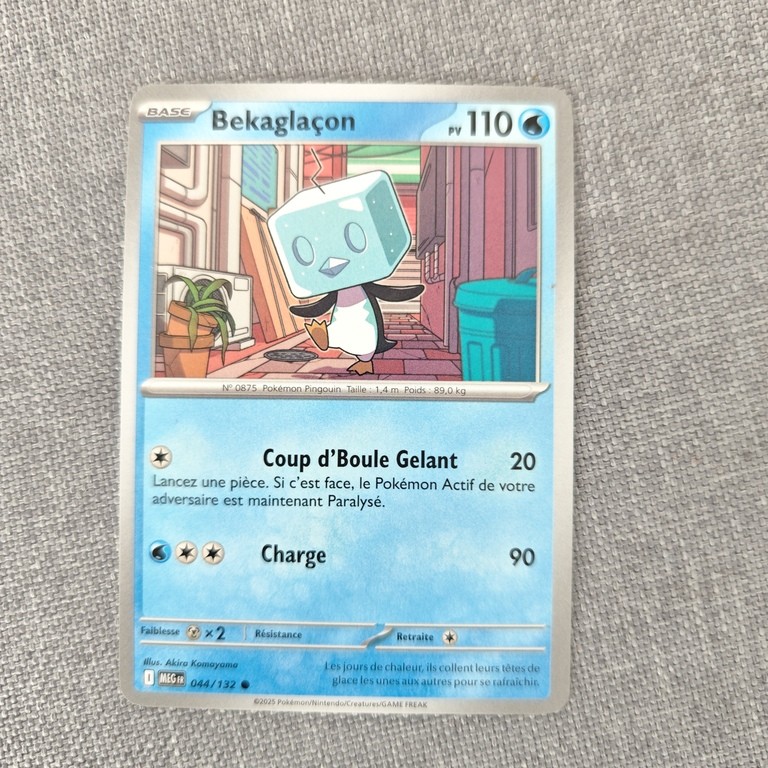 BASE
Bekaglaçon
PV 110
N° 0875 Pokémon Pingouin Taille : 1,4 m Poids : 89,0 kg
Coup d'Boule Gelant 20
Lancez une pièce. Si c'est face, le Pokémon Actif de votre
adversaire est maintenant Paralysé.
Charge 90
Faiblesse ×2 Résistance Retraite
Illus. Akira Komayama
Les jours de chaleur, ils collent leurs têtes de
glace les unes aux autres pour se rafraîchir.
I MEG FR 044/132
©2025 Pokémon/Nintendo/Creatures/GAME FREAK